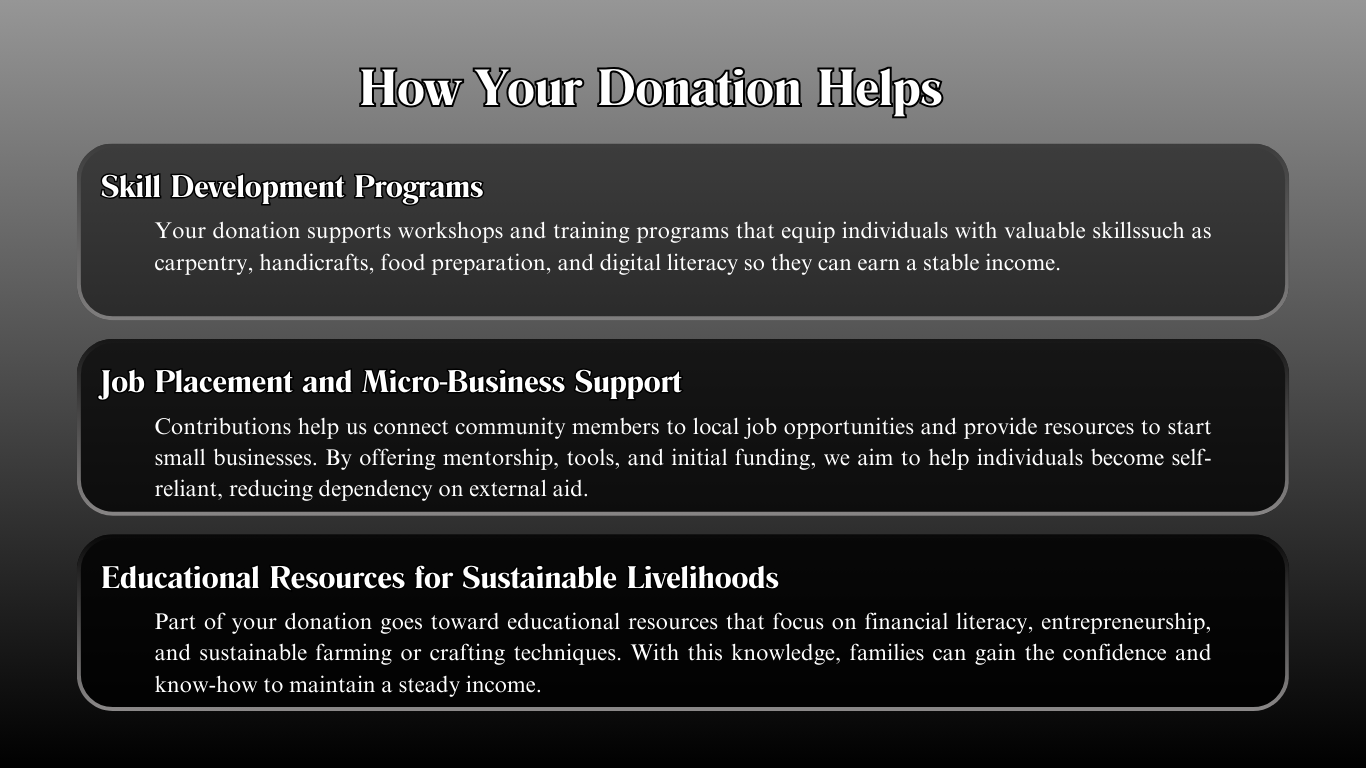 How Your Donation Helps
Skill Development Programs
Your donation supports workshops and training programs that equip individuals with valuable skillssuch as
carpentry, handicrafts, food preparation, and digital literacy so they can earn a stable income.
Job Placement and Micro-Business Support
Contributions help us connect community members to local job opportunities and provide resources to start
small businesses. By offering mentorship, tools, and initial funding, we aim to help individuals become self-
reliant, reducing dependency on external aid.
Educational Resources for Sustainable Livelihoods
Part of your donation goes toward educational resources that focus on financial literacy, entrepreneurship,
and sustainable farming or crafting techniques. With this knowledge, families can gain the confidence and
know-how to maintain a steady income.